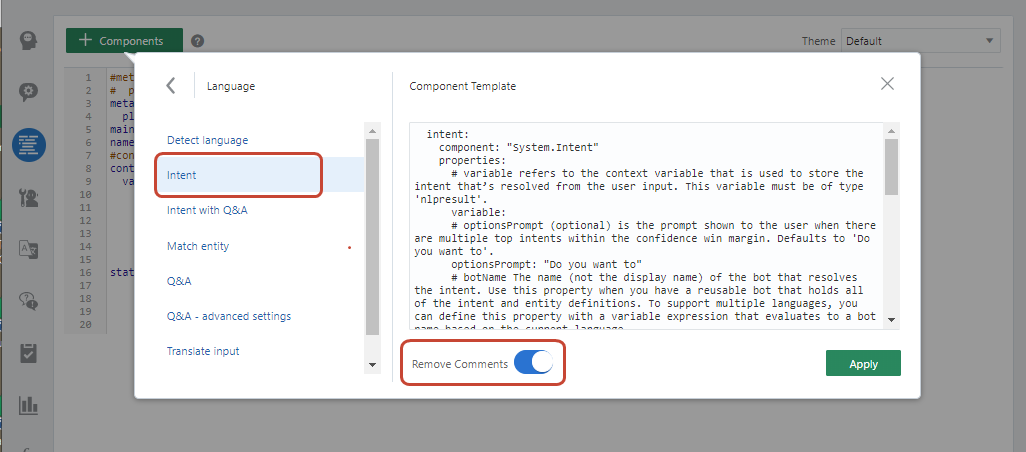 Components
?
Theme
Default
1 #met
2 # p
3 meta
4 pl
5 main
6 name
7 #con
8 cont
9 va
10
11
12
13
14
15
16 stat
17
18
19
20
Language
Detect language
Intent
Intent with Q&A
Match entity
Q&A
Q&A - advanced settings
Translate input
Component Template
intent:
component: "System.Intent"
properties:
# variable refers to the context variable that is used to store the
intent that’s resolved from the user input. This variable must be of type
'nlpresult'.
variable:
# optionsPrompt (optional) is the prompt shown to the user when there
are multiple top intents within the confidence win margin. Defaults to 'Do
you want to'.
optionsPrompt: "Do you want to"
# botName The name (not the display name) of the bot that resolves
the intent. Use this property when you have a reusable bot that holds all
of the intent and entity definitions. To support multiple languages, you
can define this property with a variable expression that evaluates to a bot
name based on the current language
Remove Comments
Apply